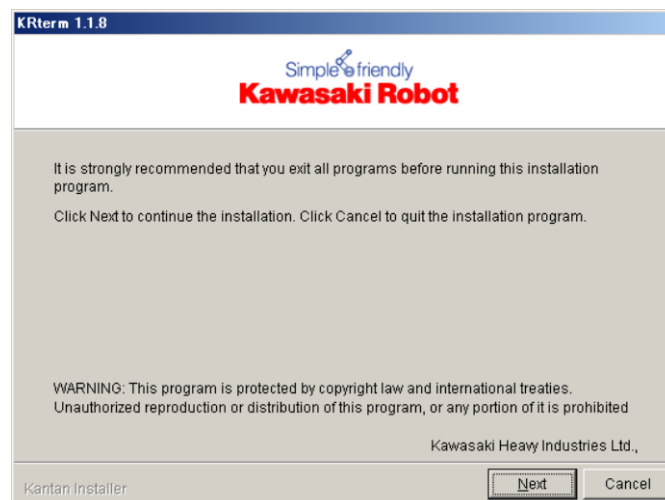 KRterm 1.1.8
Simple & friendly
Kawasaki Robot
It is strongly recommended that you exit all programs before running this installation
program.
Click Next to continue the installation. Click Cancel to quit the installation program.
WARNING: This program is protected by copyright law and international treaties.
Unauthorized reproduction or distribution of this program, or any portion of it is prohibited
Kawasaki Heavy Industries Ltd.,
Kantan Installer
Next Cancel